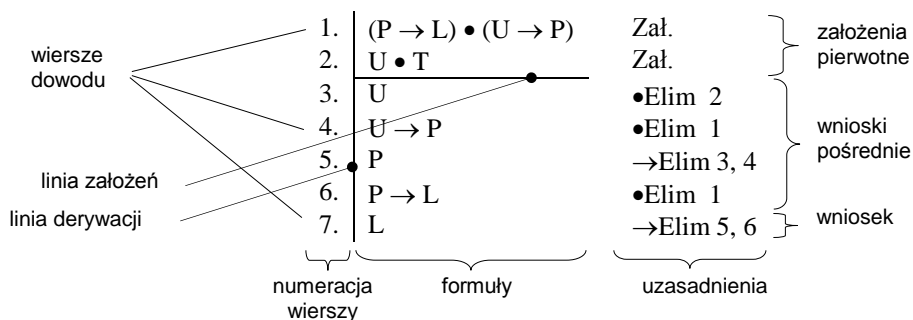 1. (P → L) • (U → P) Zał.
2. U • T Zał.
3. U •Elim 2
4. U → P •Elim 1
5. P →Elim 3, 4
6. P → L •Elim 1
7. L →Elim 5, 6
wiersze
dowodu
linia założeń
linia derywacji
założenia
pierwotne
wnioski
pośrednie
wniosek
numeracja
wierszy
formuły
uzasadnienia